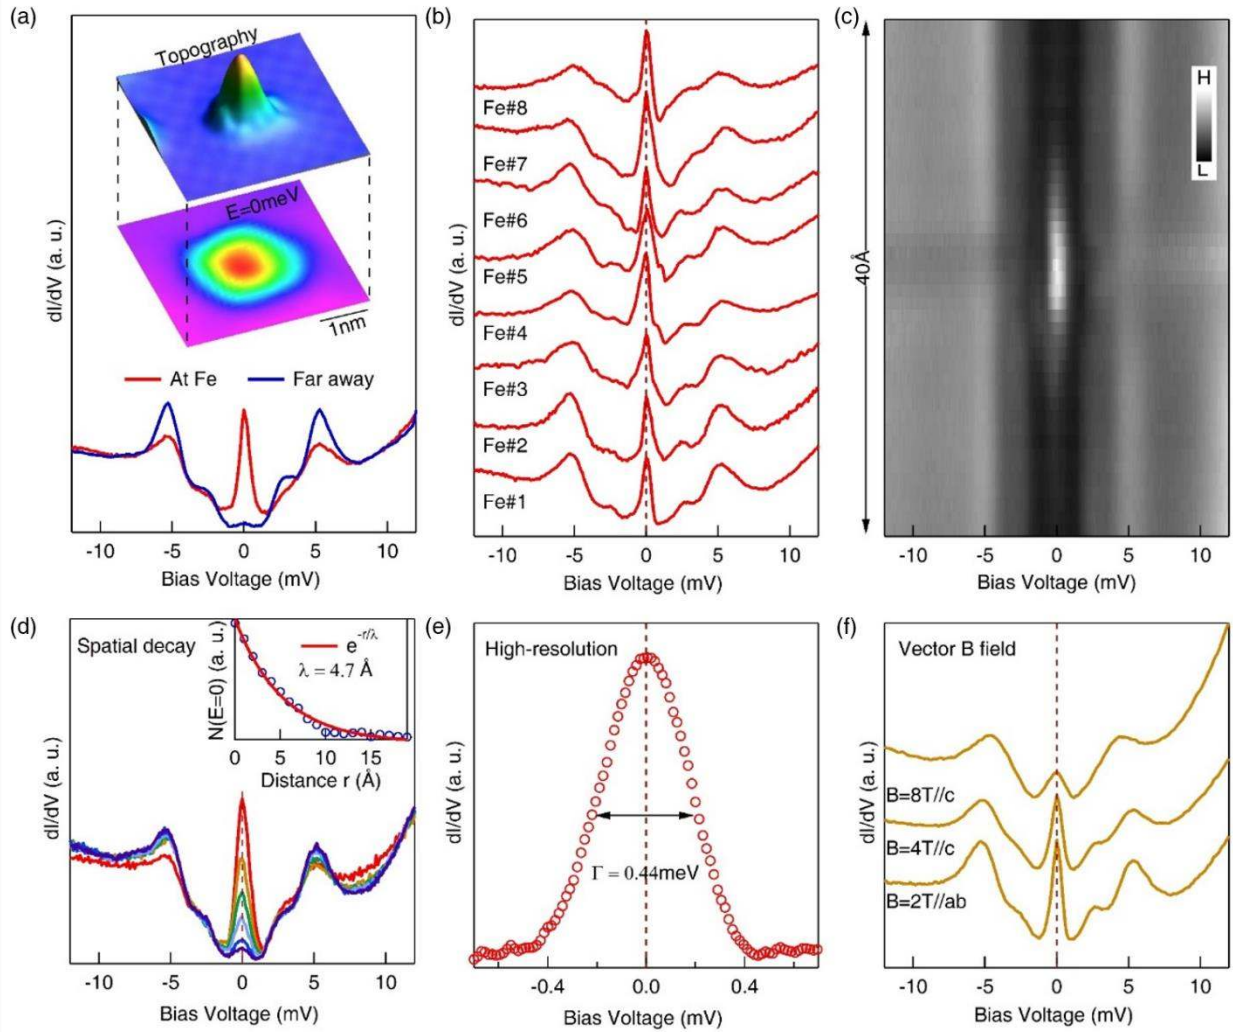 (a)
Topography
E=0meV
1nm
At Fe
Far away
dI/dV (a. u.)
-10 -5 0 5 10
Bias Voltage (mV)
(b)
Fe#8
Fe#7
Fe#6
Fe#5
Fe#4
Fe#3
Fe#2
Fe#1
dI/dV (a. u.)
-10 -5 0 5 10
Bias Voltage (mV)
(c)
H
L
40Å
-10 -5 0 5 10
Bias Voltage (mV)
(d)
Spatial decay
N(E=0) (a. u.)
e-r/λ
λ = 4.7 Å
0 5 10 15
Distance r (Å)
dI/dV (a. u.)
-10 -5 0 5 10
Bias Voltage (mV)
(e)
High-resolution
Γ = 0.44meV
dI/dV (a. u.)
-0.4 0.0 0.4
Bias Voltage (mV)
(f)
Vector B field
B=8T//c
B=4T//c
B=2T//ab
dI/dV (a. u.)
-10 -5 0 5 10
Bias Voltage (mV)